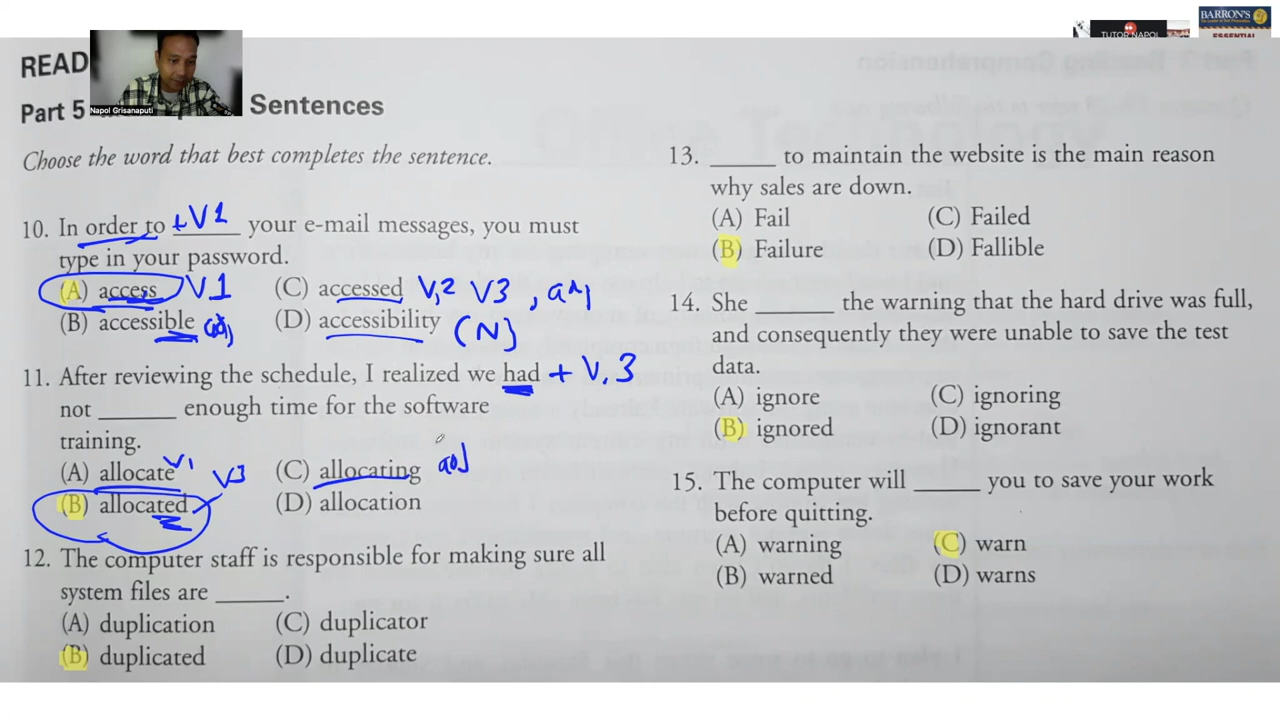 BARRON'S
ESSENTIAL
TUTOR NAPOL
READ
Napol Grisanaputi
Part 5
Sentences
Choose the word that best completes the sentence.
10. In order to +V1 ______ your e-mail messages, you must
type in your password.
(A) access V1
(B) accessible adj
(C) accessed V,2 V3 , adj
(D) accessibility (N)
11. After reviewing the schedule, I realized we had + V.3
not ______ enough time for the software
training.
(A) allocate V1
(B) allocated V3
(C) allocating adj
(D) allocation
12. The computer staff is responsible for making sure all
system files are ______.
(A) duplication
(B) duplicated
(C) duplicator
(D) duplicate
13. ______ to maintain the website is the main reason
why sales are down.
(A) Fail
(B) Failure
(C) Failed
(D) Fallible
14. She ______ the warning that the hard drive was full,
and consequently they were unable to save the test
data.
(A) ignore
(B) ignored
(C) ignoring
(D) ignorant
15. The computer will ______ you to save your work
before quitting.
(A) warning
(B) warned
(C) warn
(D) warns